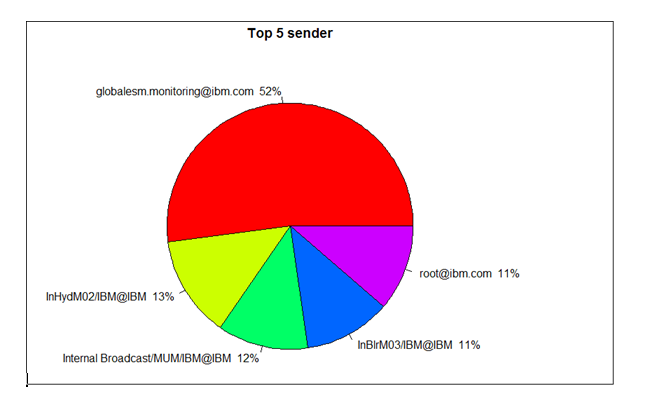 Top 5 sender
globalesm.monitoring@ibm.com 52%
root@ibm.com 11%
InHydM02/IBM@IBM 13%
InBlrM03/IBM@IBM 11%
Internal Broadcast/MUM/IBM@IBM 12%